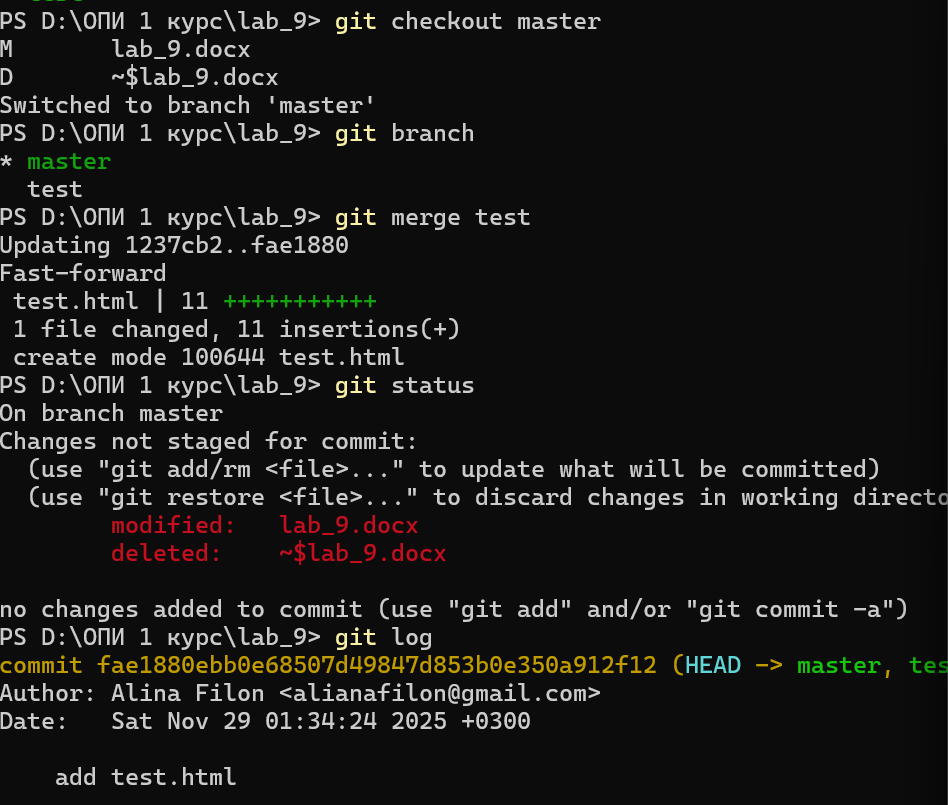 PS D:\ОПИ 1 курс\lab_9> git checkout master
M       lab_9.docx
D       ~$lab_9.docx
Switched to branch 'master'
PS D:\ОПИ 1 курс\lab_9> git branch
* master
  test
PS D:\ОПИ 1 курс\lab_9> git merge test
Updating 1237cb2..fae1880
Fast-forward
 test.html | 11 +++++++++++
 1 file changed, 11 insertions(+)
 create mode 100644 test.html
PS D:\ОПИ 1 курс\lab_9> git status
On branch master
Changes not staged for commit:
  (use "git add/rm <file>..." to update what will be committed)
  (use "git restore <file>..." to discard changes in working directo
        modified:   lab_9.docx
        deleted:    ~$lab_9.docx

no changes added to commit (use "git add" and/or "git commit -a")
PS D:\ОПИ 1 курс\lab_9> git log
commit fae1880ebb0e68507d49847d853b0e350a912f12 (HEAD -> master, tes
Author: Alina Filon <alianafilon@gmail.com>
Date:   Sat Nov 29 01:34:24 2025 +0300

    add test.html